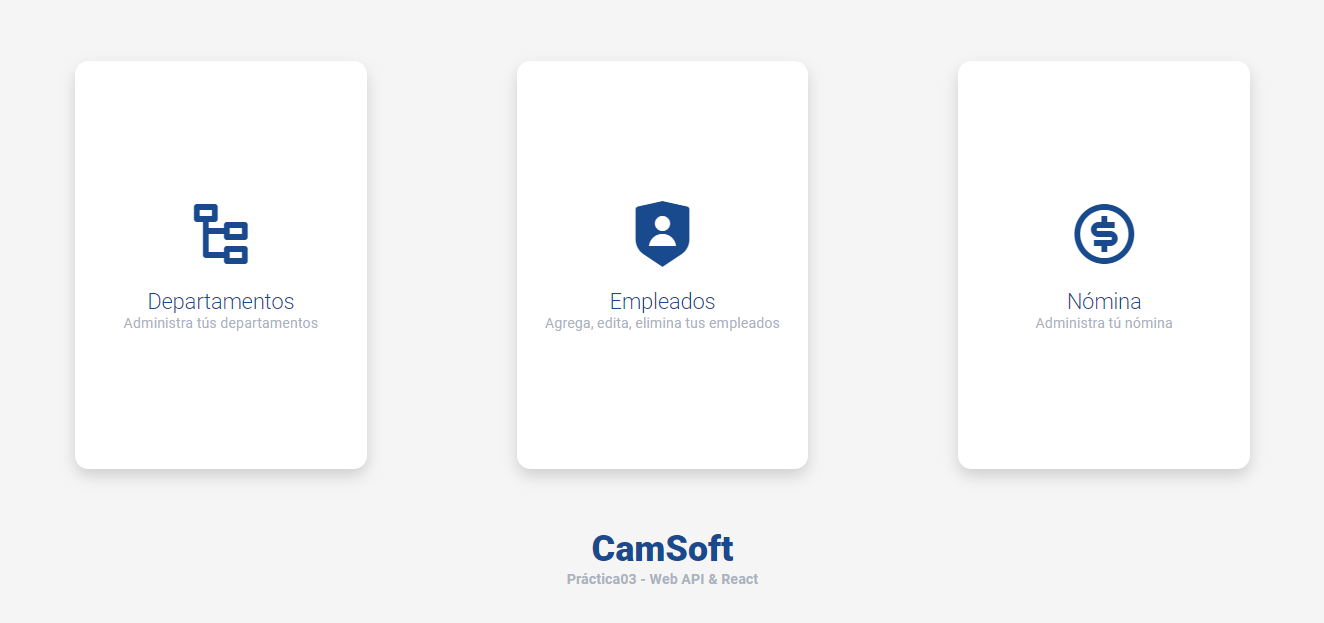 Departamentos
Administra tús departamentos
Empleados
Agrega, edita, elimina tus empleados
Nómina
Administra tú nómina
CamSoft
Práctica03 - Web API & React